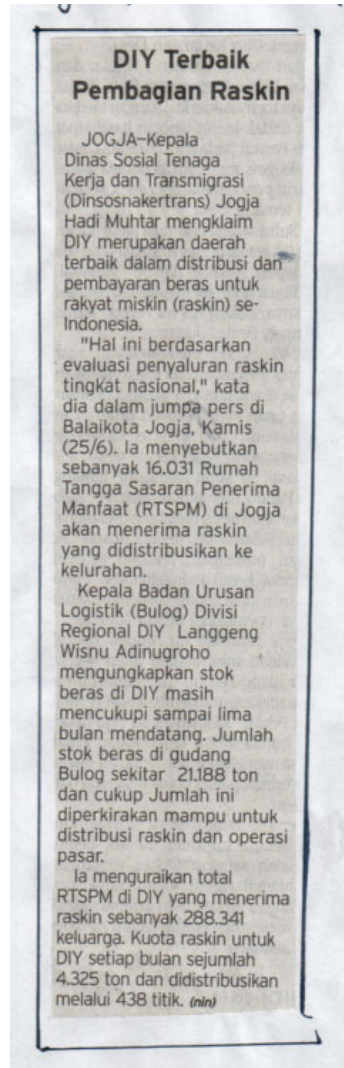 DIY Terbaik
Pembagian Raskin
JOGJA–Kepala
Dinas Sosial Tenaga
Kerja dan Transmigrasi
(Dinsosnakertrans) Jogja
Hadi Muhtar mengklaim
DIY merupakan daerah
terbaik dalam distribusi dan
pembayaran beras untuk
rakyat miskin (raskin) se-
Indonesia.
"Hal ini berdasarkan
evaluasi penyaluran raskin
tingkat nasional," kata
dia dalam jumpa pers di
Balaikota Jogja, Kamis
(25/6). Ia menyebutkan
sebanyak 16.031 Rumah
Tangga Sasaran Penerima
Manfaat (RTSPM) di Jogja
akan menerima raskin
yang didistribusikan ke
kelurahan.
Kepala Badan Urusan
Logistik (Bulog) Divisi
Regional DIY Langgeng
Wisnu Adinugroho
mengungkapkan stok
beras di DIY masih
mencukupi sampai lima
bulan mendatang. Jumlah
stok beras di gudang
Bulog sekitar 21.188 ton
dan cukup Jumlah ini
diperkirakan mampu untuk
distribusi raskin dan operasi
pasar.
Ia menguraikan total
RTSPM di DIY yang menerima
raskin sebanyak 288.341
keluarga. Kuota raskin untuk
DIY setiap bulan sejumlah
4.325 ton dan didistribusikan
melalui 438 titik. (nin)